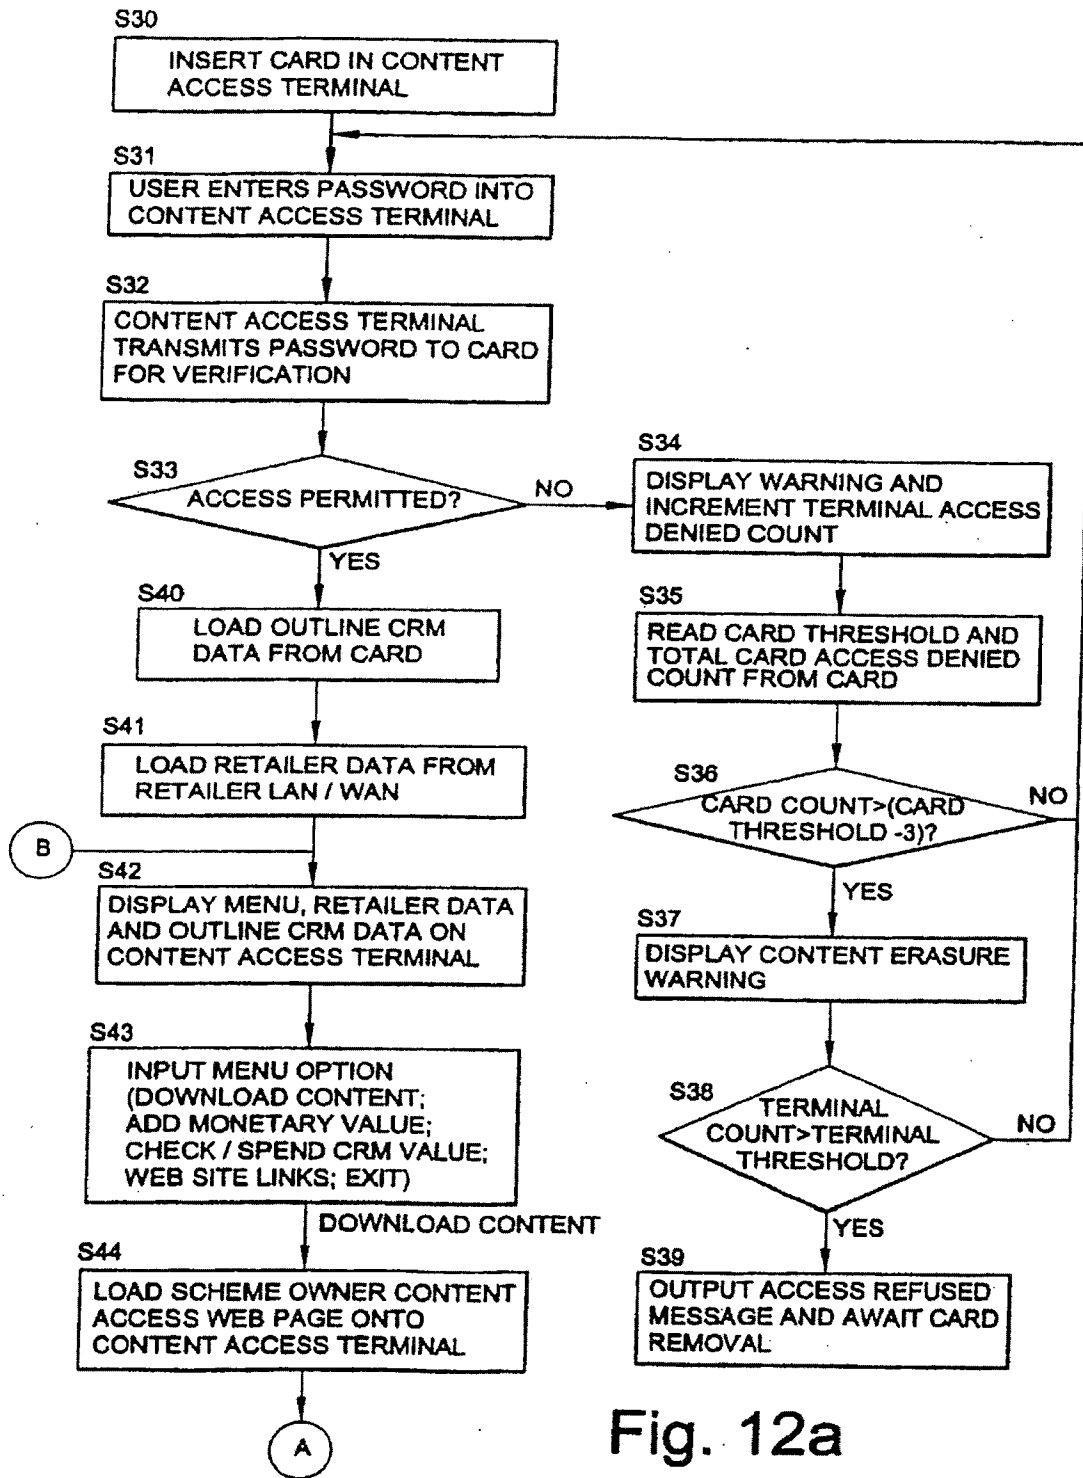 S30
INSERT CARD IN CONTENT
ACCESS TERMINAL
S31
USER ENTERS PASSWORD INTO
CONTENT ACCESS TERMINAL
S32
CONTENT ACCESS TERMINAL
TRANSMITS PASSWORD TO CARD
FOR VERIFICATION
S33
ACCESS PERMITTED?
NO
YES
S34
DISPLAY WARNING AND
INCREMENT TERMINAL ACCESS
DENIED COUNT
S35
READ CARD THRESHOLD AND
TOTAL CARD ACCESS DENIED
COUNT FROM CARD
S36
CARD COUNT>(CARD
THRESHOLD -3)?
NO
YES
S37
DISPLAY CONTENT ERASURE
WARNING
S38
TERMINAL
COUNT>TERMINAL
THRESHOLD?
NO
YES
S39
OUTPUT ACCESS REFUSED
MESSAGE AND AWAIT CARD
REMOVAL
S40
LOAD OUTLINE CRM
DATA FROM CARD
S41
LOAD RETAILER DATA FROM
RETAILER LAN / WAN
B
S42
DISPLAY MENU, RETAILER DATA
AND OUTLINE CRM DATA ON
CONTENT ACCESS TERMINAL
S43
INPUT MENU OPTION
(DOWNLOAD CONTENT;
ADD MONETARY VALUE;
CHECK / SPEND CRM VALUE;
WEB SITE LINKS; EXIT)
DOWNLOAD CONTENT
S44
LOAD SCHEME OWNER CONTENT
ACCESS WEB PAGE ONTO
CONTENT ACCESS TERMINAL
A
Fig. 12a